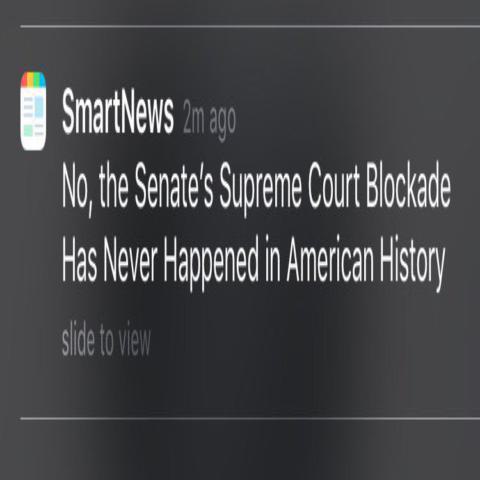 SmartNews 2m ago
No, the Senate‘s Supreme Court Blockade
Has Never Happened in American History
slide to view